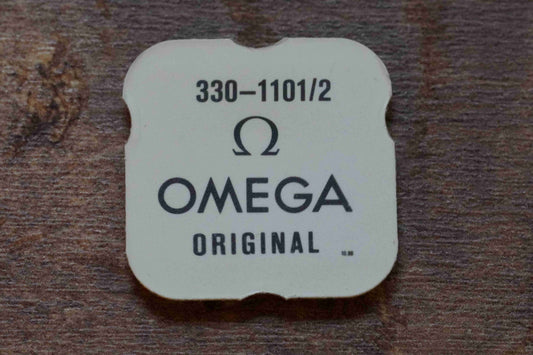 330–1101/2
Ω
OMEGA
ORIGINAL